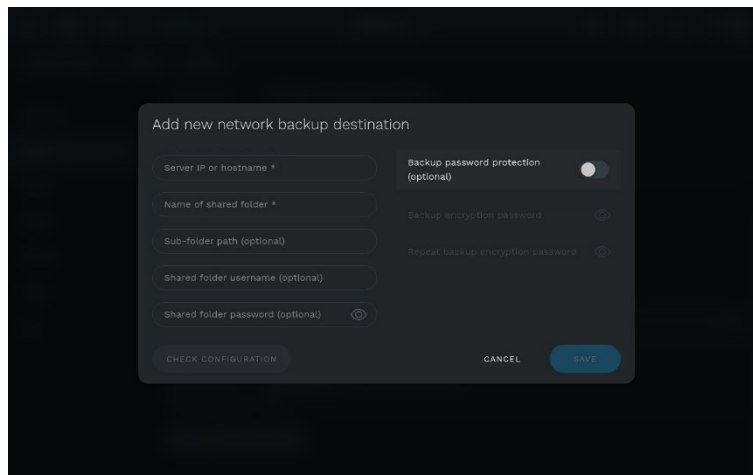 Add new network backup destination
Server IP or hostname *
Name of shared folder *
Sub-folder path (optional)
Shared folder username (optional)
Shared folder password (optional)
Backup password protection
(optional)
Backup encryption password
Repeat backup encryption password
CHECK CONFIGURATION
CANCEL
SAVE